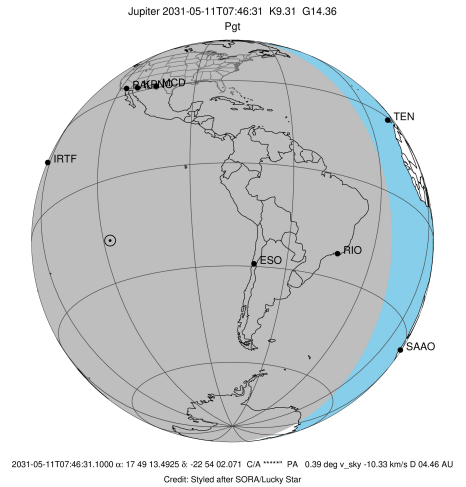 Jupiter 2031-05-11T07:46:31 K9.31 G14.36
Pgt
MCD
TEN
IRTF
ESO
RIO
SAAO
2031-05-11T07:46:31.1000 α: 17 49 13.4925 δ: -22 54 02.071 C/A *****" PA 0.39 deg v_sky -10.33 km/s D 04.46 AU
Credit: Styled after SORA/Lucky Star